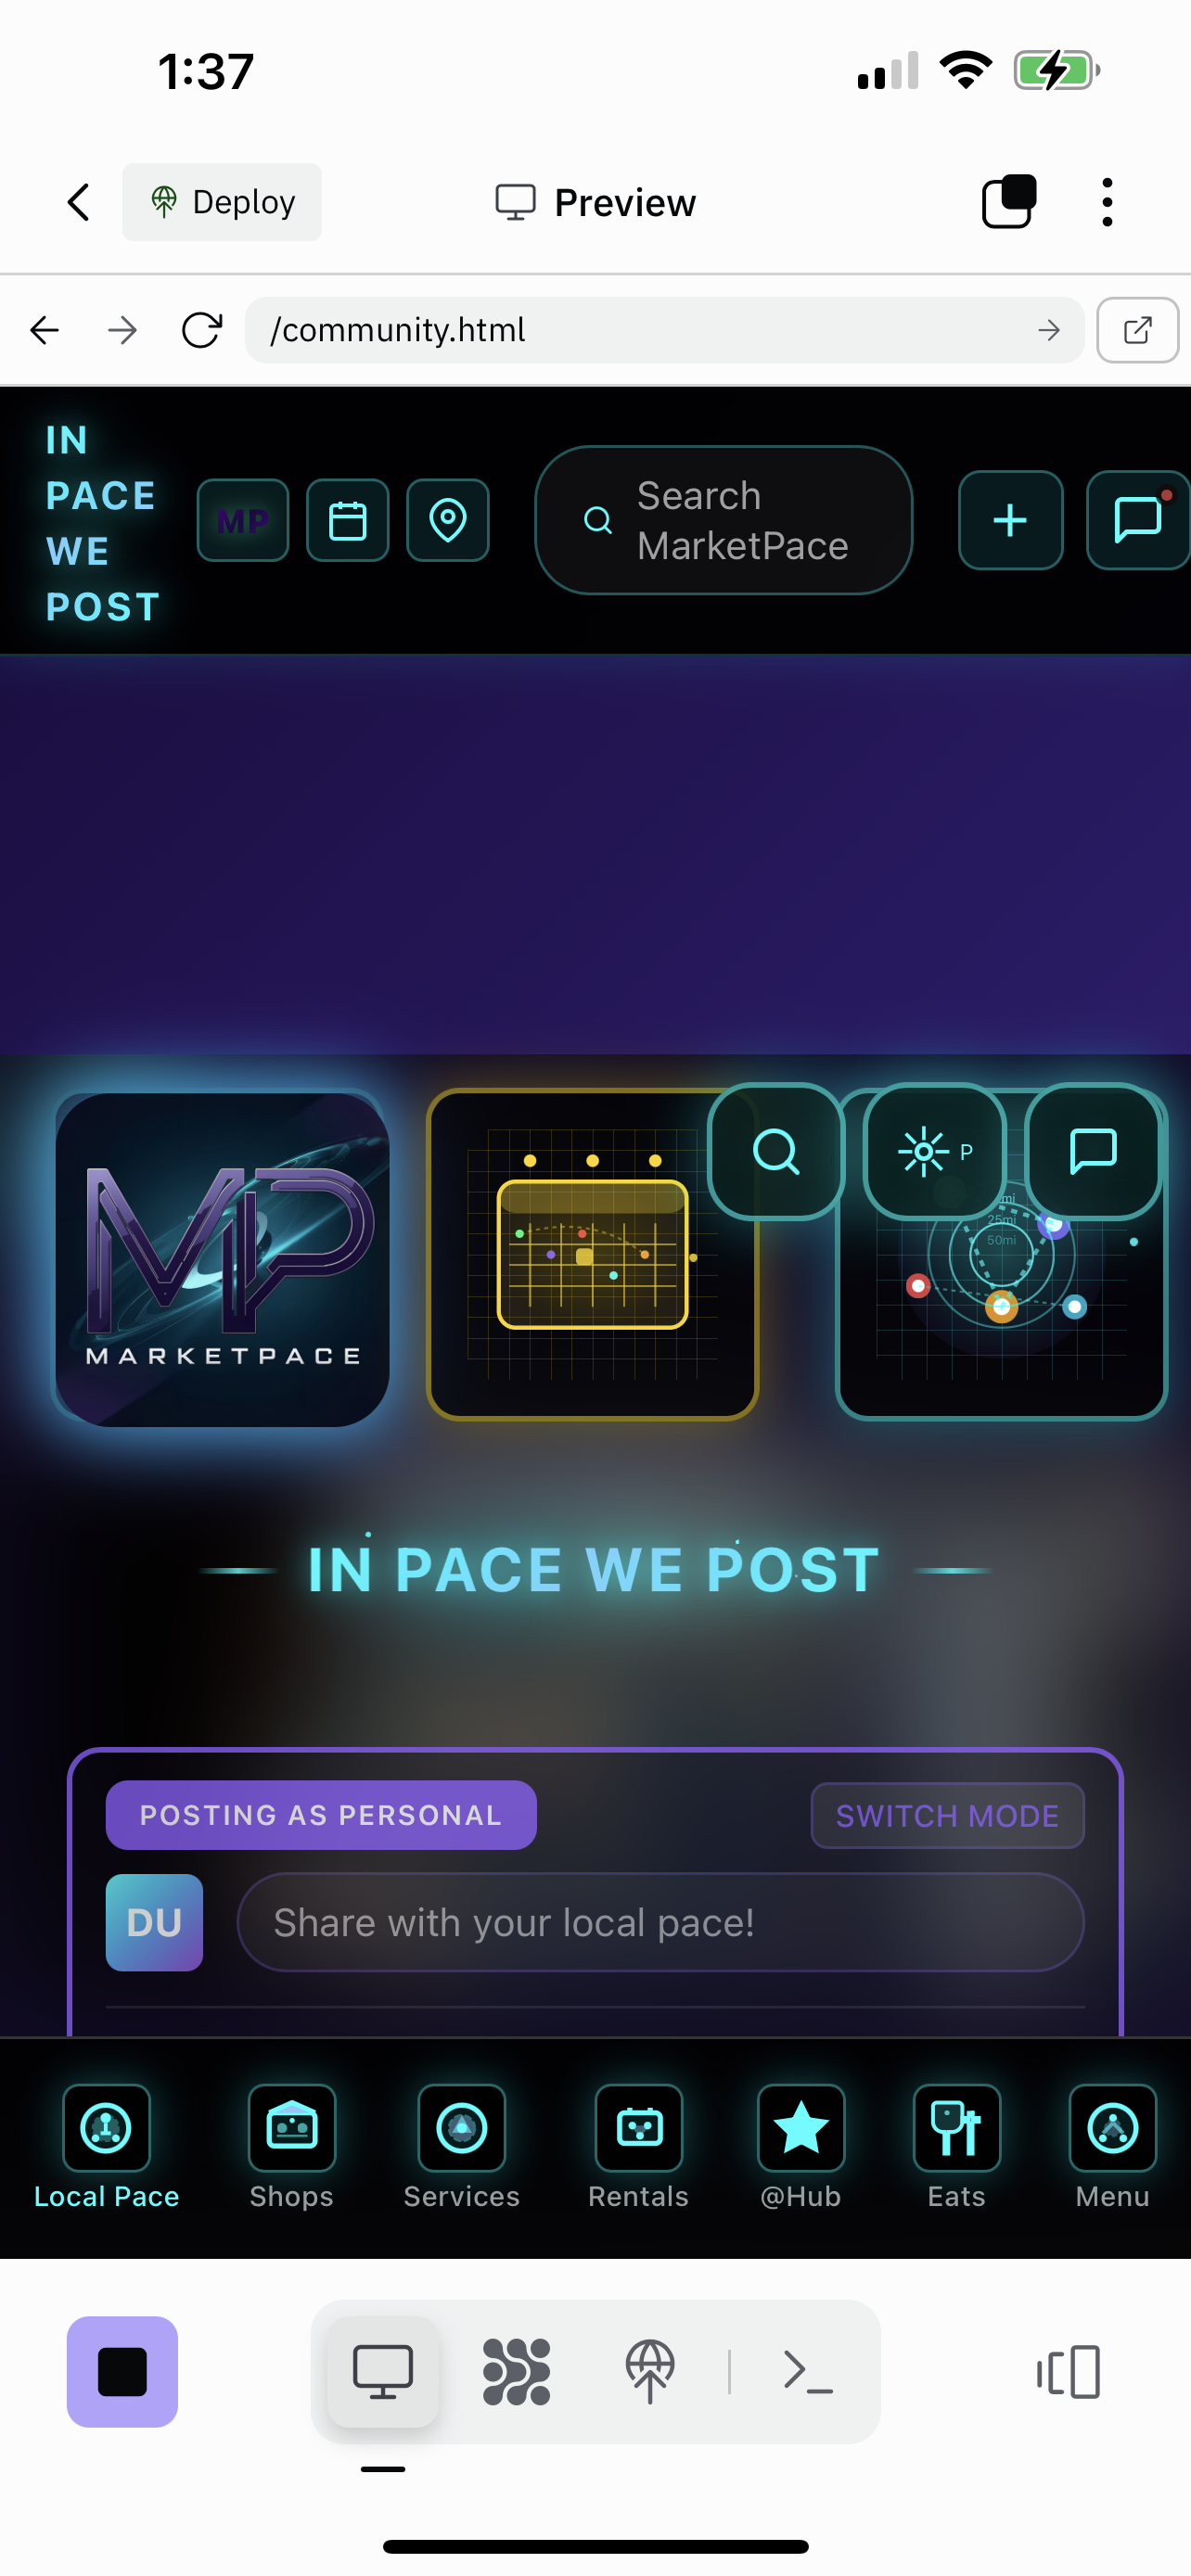 1:37
Deploy
Preview
/community.html
IN
PACE
WE
POST
MP
Search
MarketPace
P
mi
25mi
50mi
MP
MARKETPACE
IN PACE WE POST
POSTING AS PERSONAL
SWITCH MODE
DU
Share with your local pace!
Local Pace
Shops
Services
Rentals
@Hub
Eats
Menu